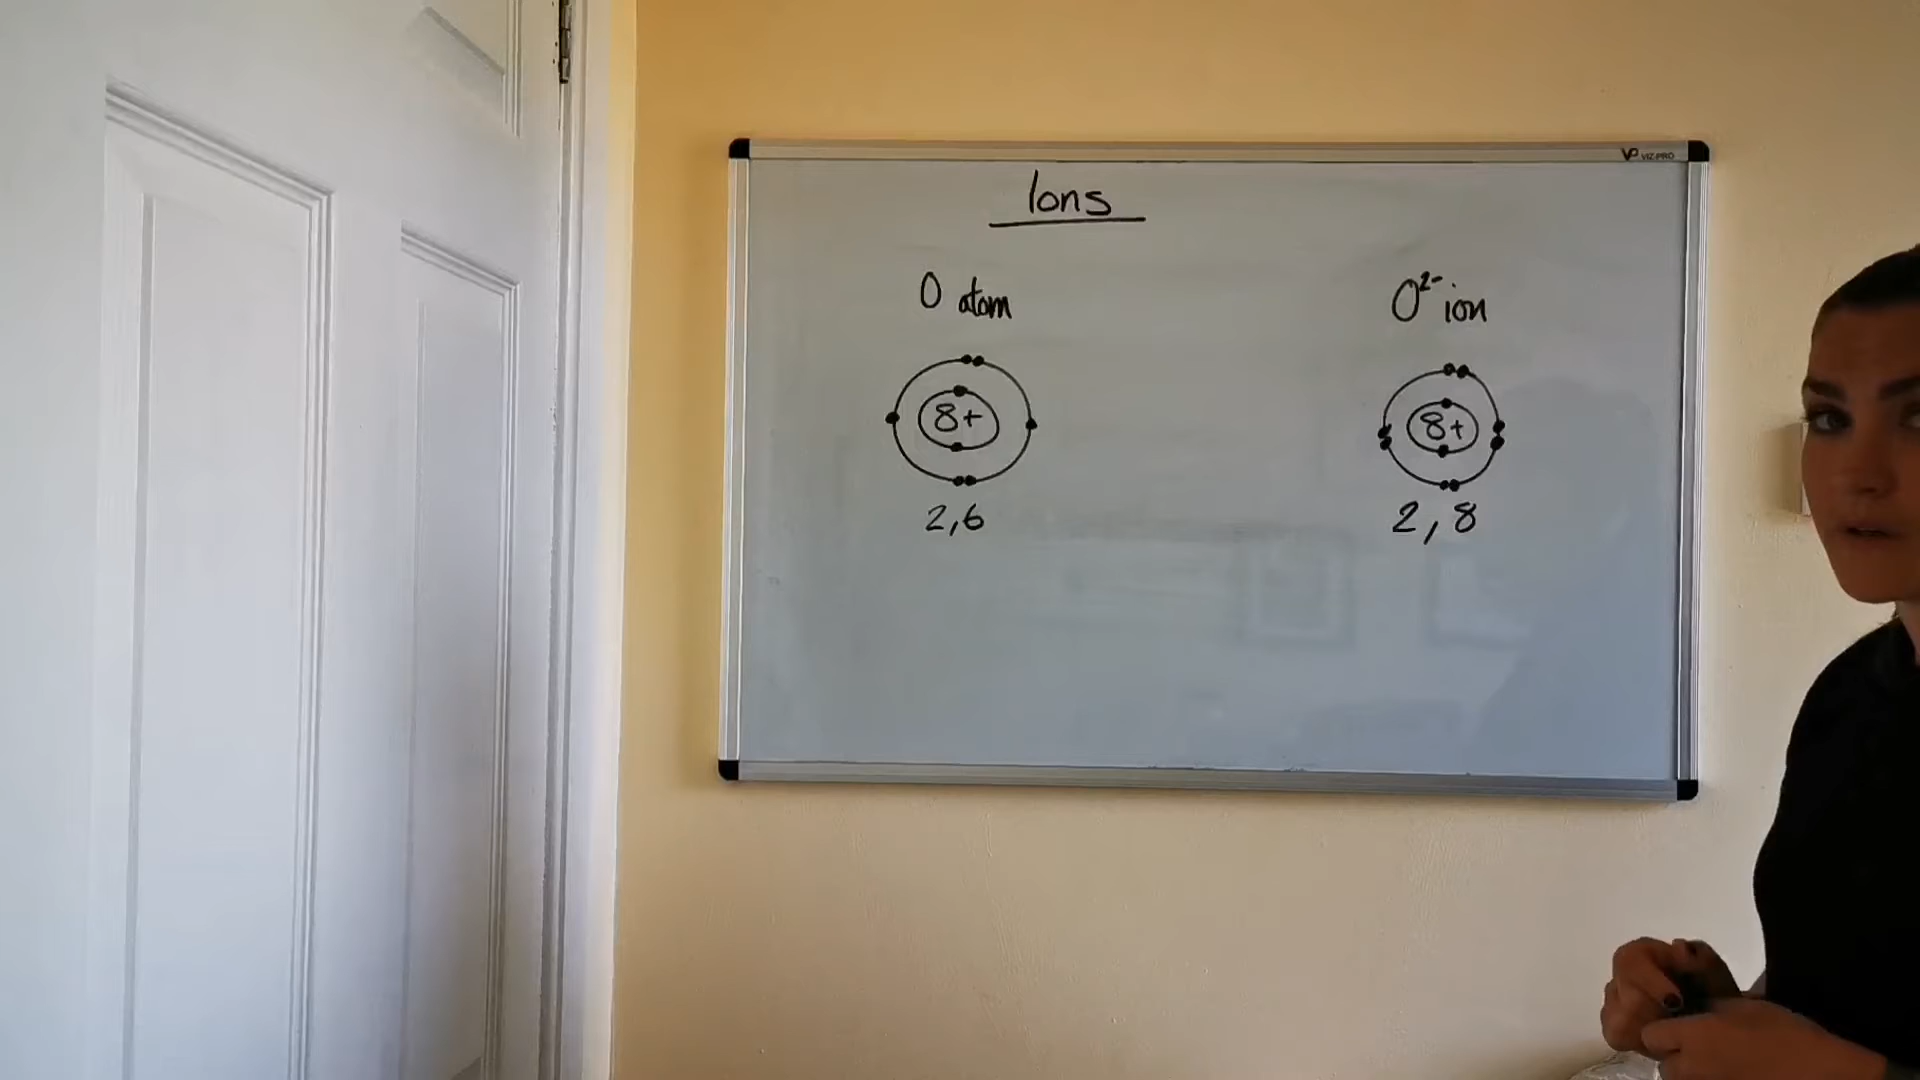 VP VIZ-PRO
Ions
O atom
O²⁻ ion
8+
8+
2,6
2,8